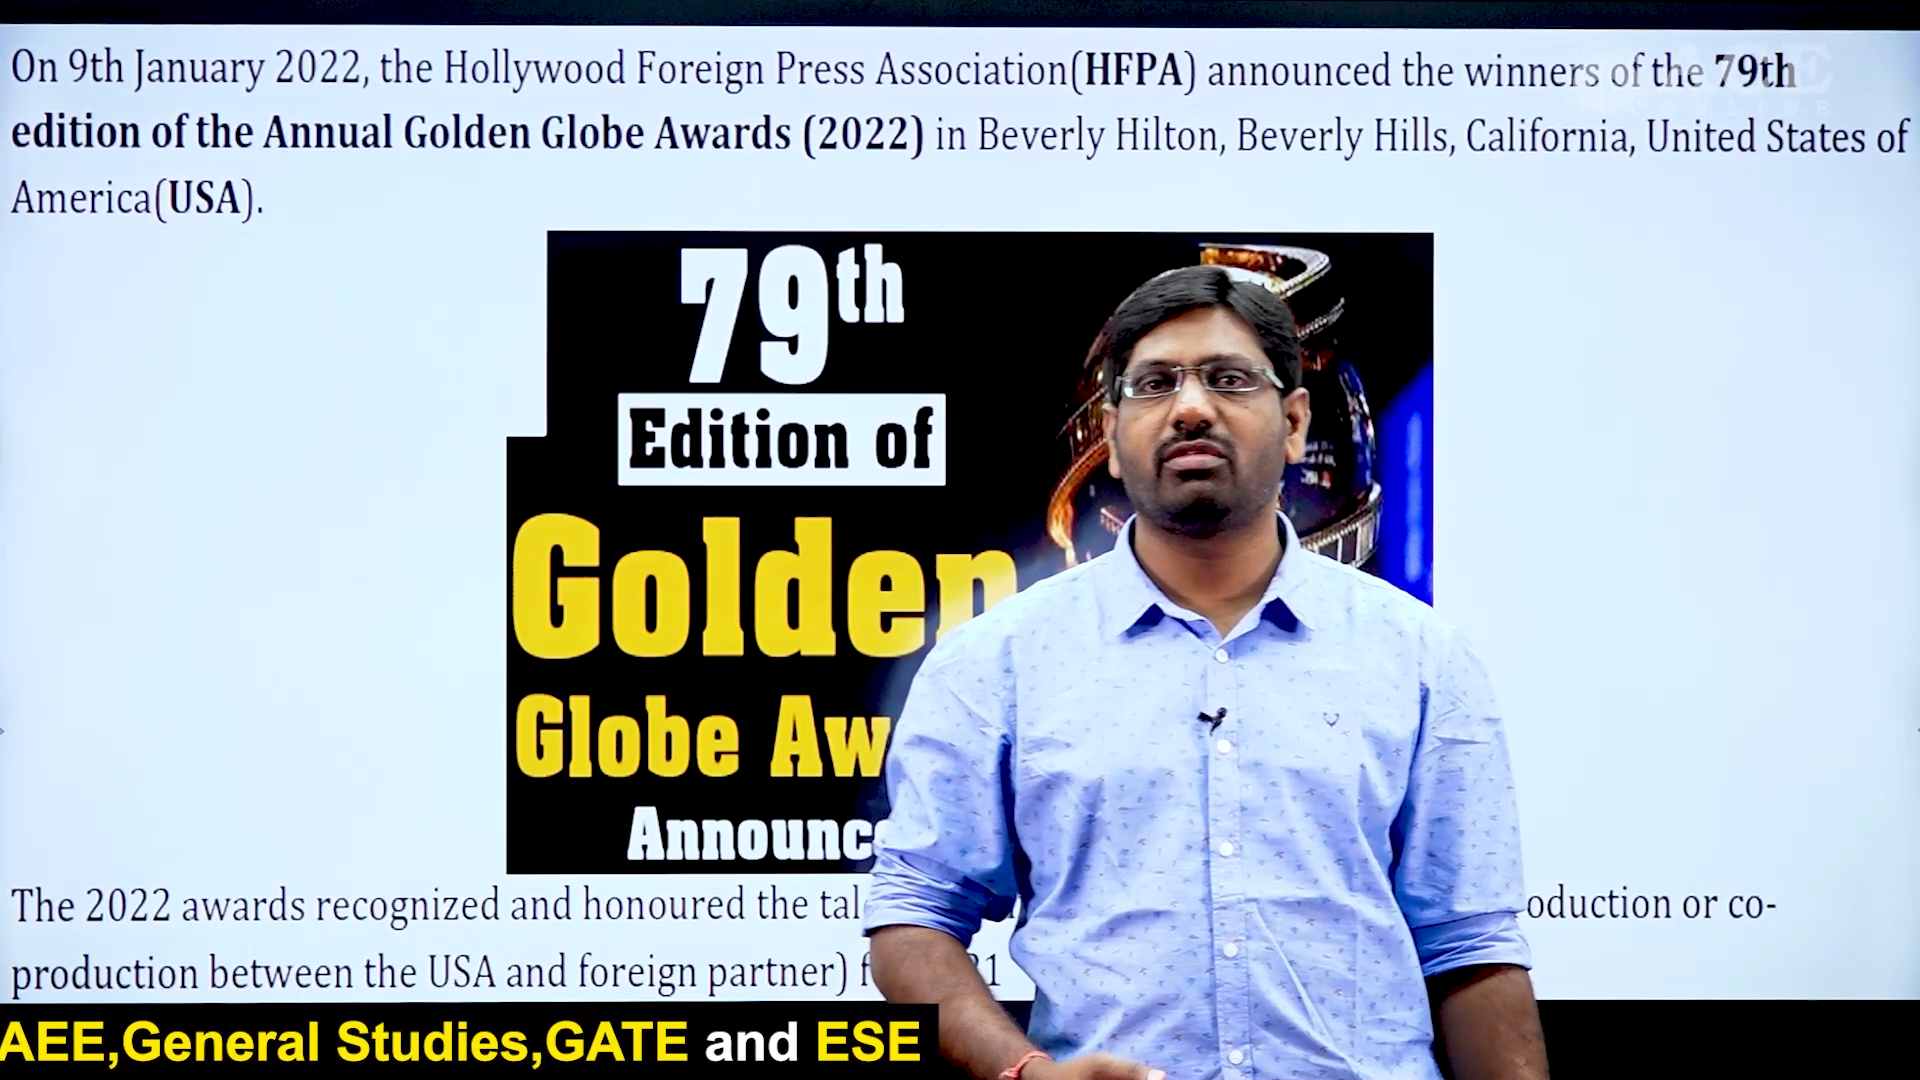 On 9th January 2022, the Hollywood Foreign Press Association(HFPA) announced the winners of the 79th
edition of the Annual Golden Globe Awards (2022) in Beverly Hilton, Beverly Hills, California, United States of
America(USA).
79th
Edition of
Golden
Globe Aw
Announc
The 2022 awards recognized and honoured the tal oduction or co-
production between the USA and foreign partner) f 1
AEE,General Studies,GATE and ESE